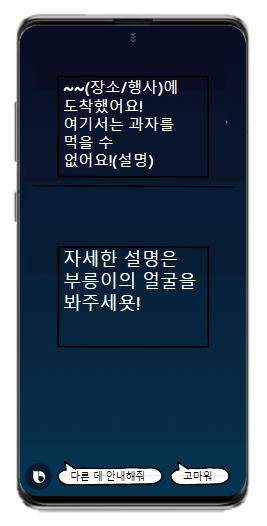 ~~(장소/행사)에
도착했어요!
여기서는 과자를
먹을 수
없어요!(설명)
자세한 설명은
부릉이의 얼굴을
봐주세욧!
다른 데 안내해줘
고마워